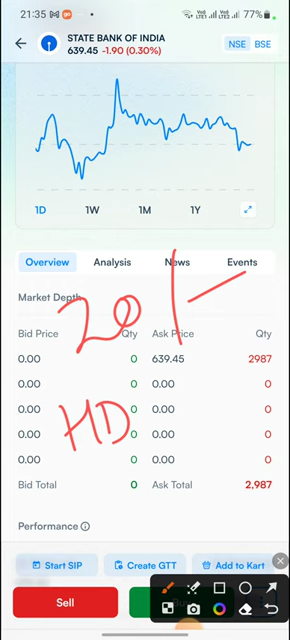 21:35 77%
STATE BANK OF INDIA
639.45 -1.90 (0.30%)
NSE BSE
1D 1W 1M 1Y
Overview Analysis News Events
Market Depth
20/-
Bid Price Qty Ask Price Qty
0.00 0 639.45 2987
0.00 0 0.00 0
0.00 0 0.00 0
HD
0.00 0 0.00 0
0.00 0 0.00 0
Bid Total 0 Ask Total 2,987
Performance
Start SIP Create GTT Add to Kart
Sell